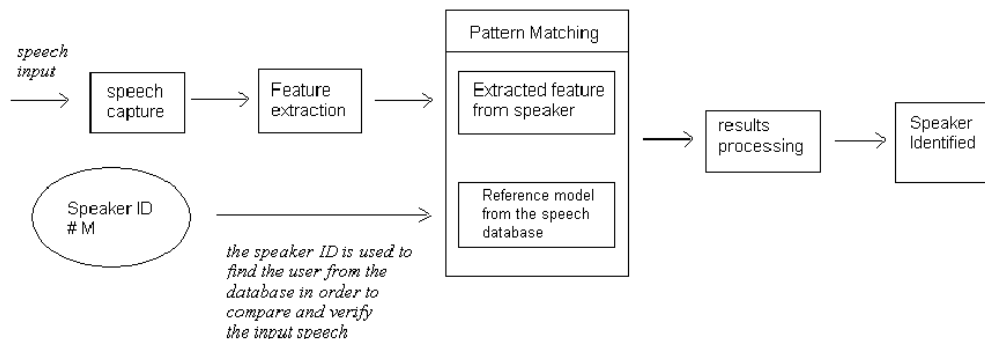 speech
input
speech
capture
Feature
extraction
Pattern Matching
Extracted feature
from speaker
Reference model
from the speech
database
results
processing
Speaker
Identified
Speaker ID
# M
the speaker ID is used to
find the user from the
database in order to
compare and verify
the input speech